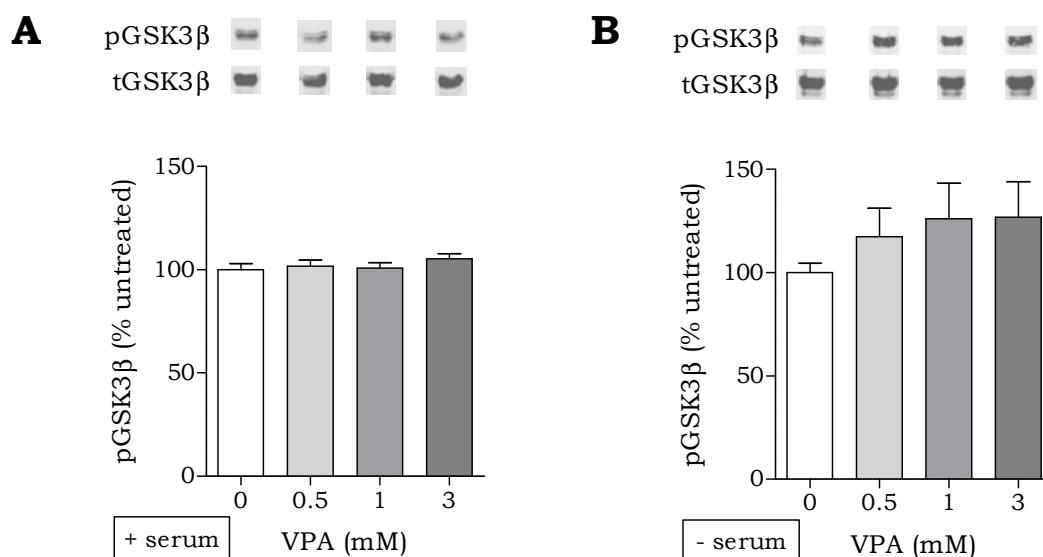 A
pGSK3β
tGSK3β
pGSK3β (% untreated)
150
100
50
0
0 0.5 1 3
+ serum
VPA (mM)
B
pGSK3β
tGSK3β
pGSK3β (% untreated)
150
100
50
0
0 0.5 1 3
- serum
VPA (mM)